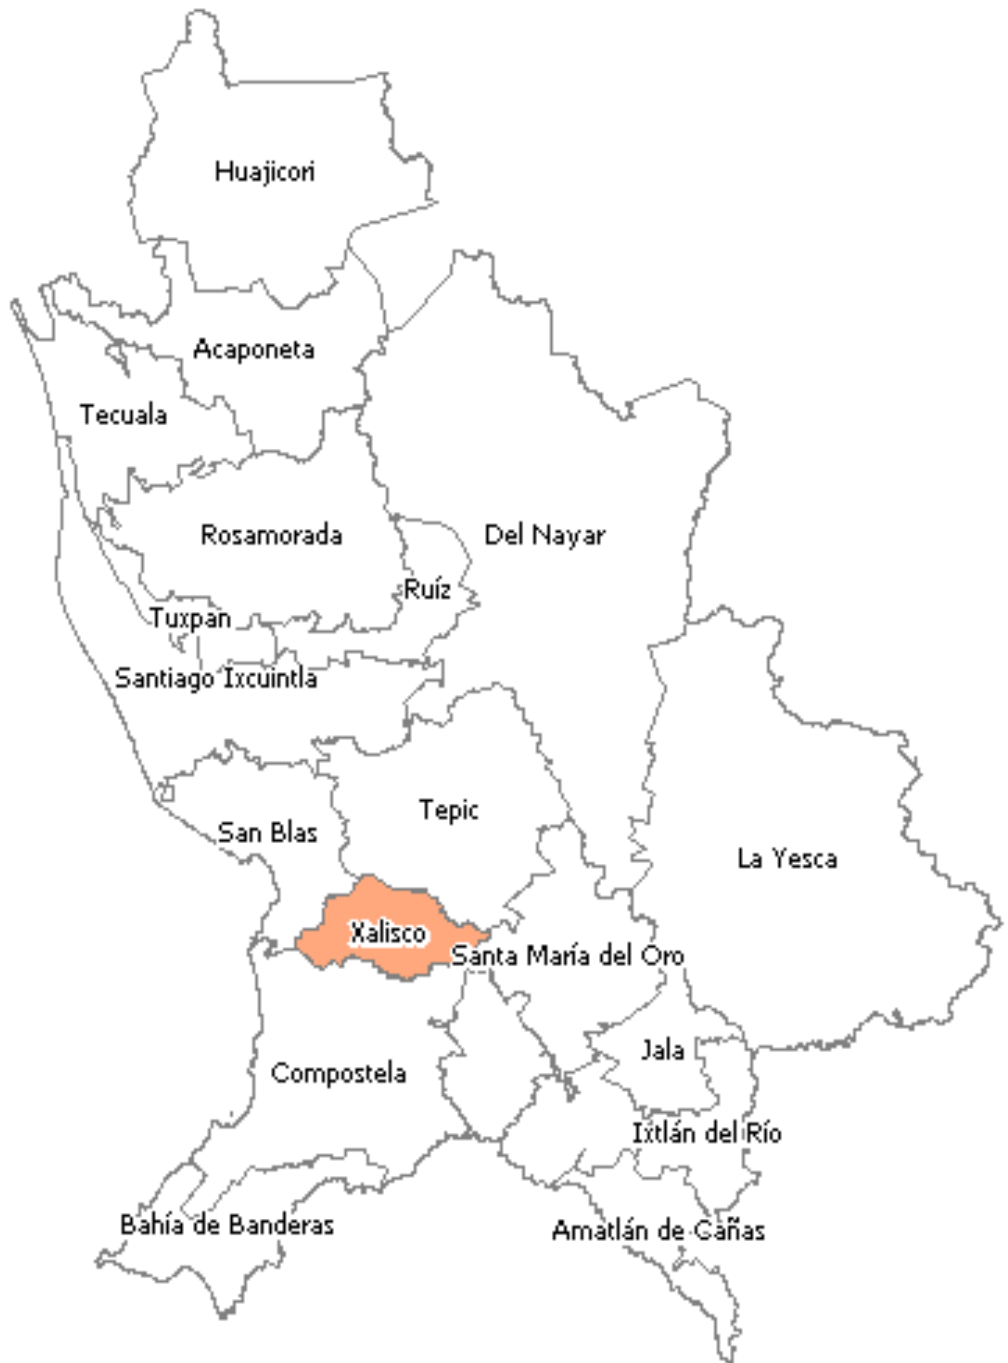 Huajicori
Acaponeta
Tecuala
Rosamorada
Del Nayar
Ruíz
Tuxpan
Santiago Ixcuintla
Tepic
San Blas
La Yesca
Xalisco
Santa María del Oro
Jala
Compostela
Ixtlán del Río
Bahía de Banderas
Amatlán de Cañas